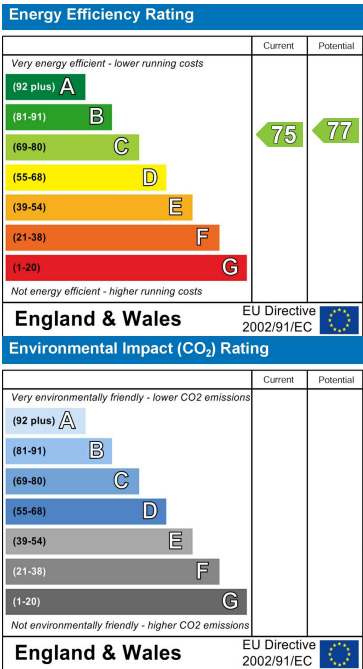 Energy Efficiency Rating
Current Potential
Very energy efficient - lower running costs
(92 plus) A
(81-91) B
(69-80) C
75 77
(55-68) D
(39-54) E
(21-38) F
(1-20) G
Not energy efficient - higher running costs
England & Wales
EU Directive
2002/91/EC
Environmental Impact (CO₂) Rating
Current Potential
Very environmentally friendly - lower CO2 emissions
(92 plus) A
(81-91) B
(69-80) C
(55-68) D
(39-54) E
(21-38) F
(1-20) G
Not environmentally friendly - higher CO2 emissions
England & Wales
EU Directive
2002/91/EC